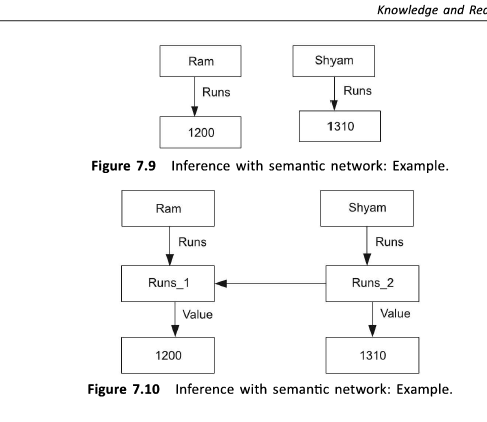 Knowledge and Rea
Ram Shyam
Runs Runs
1200 1310
Figure 7.9 Inference with semantic network: Example.
Ram Shyam
Runs Runs
Runs_1 Runs_2
Value Value
1200 1310
Figure 7.10 Inference with semantic network: Example.